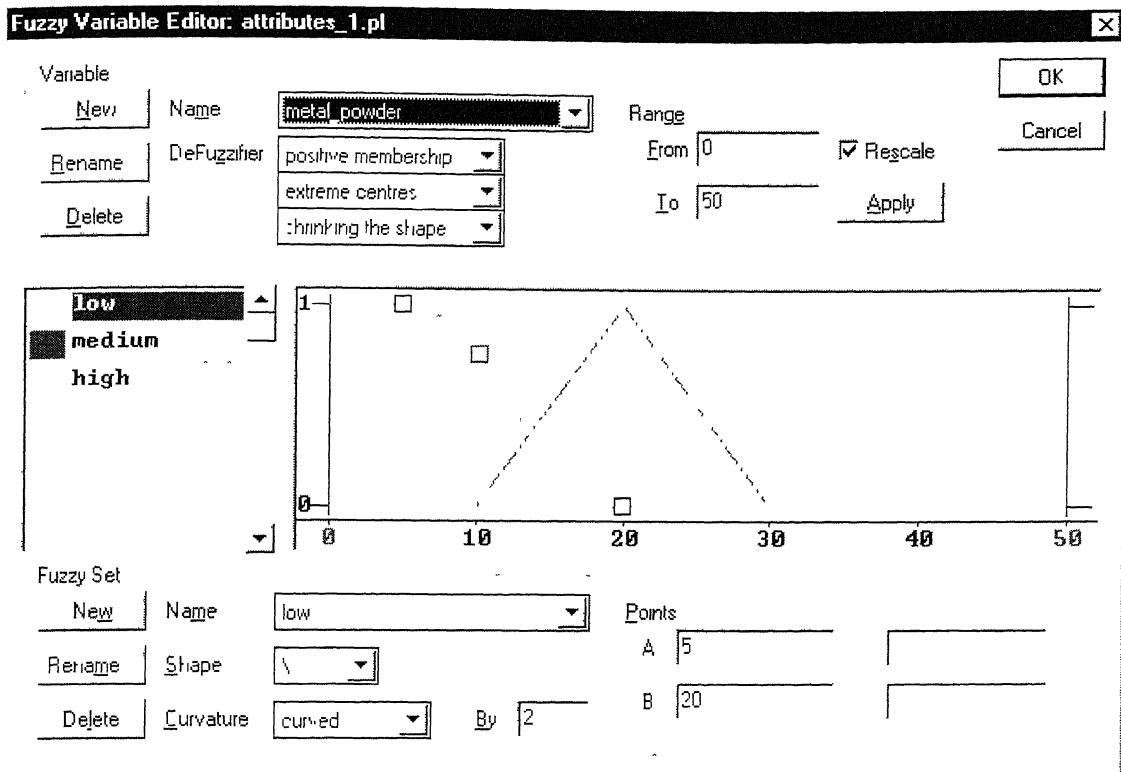 Fuzzy Variable Editor: attributes_1.pl
Variable
New
Name
metal_powder
Range
From 0
Rescale
OK
Cancel
Rename
DeFuzzifier
positive membership
extreme centres
shrinking the shape
To 50
Apply
Delete
low
medium
high
1
0
0 10 20 30 40 50
Fuzzy Set
New
Name
low
Points
A 5
Rename
Shape
\
B 20
Delete
Curvature
curved
By 2